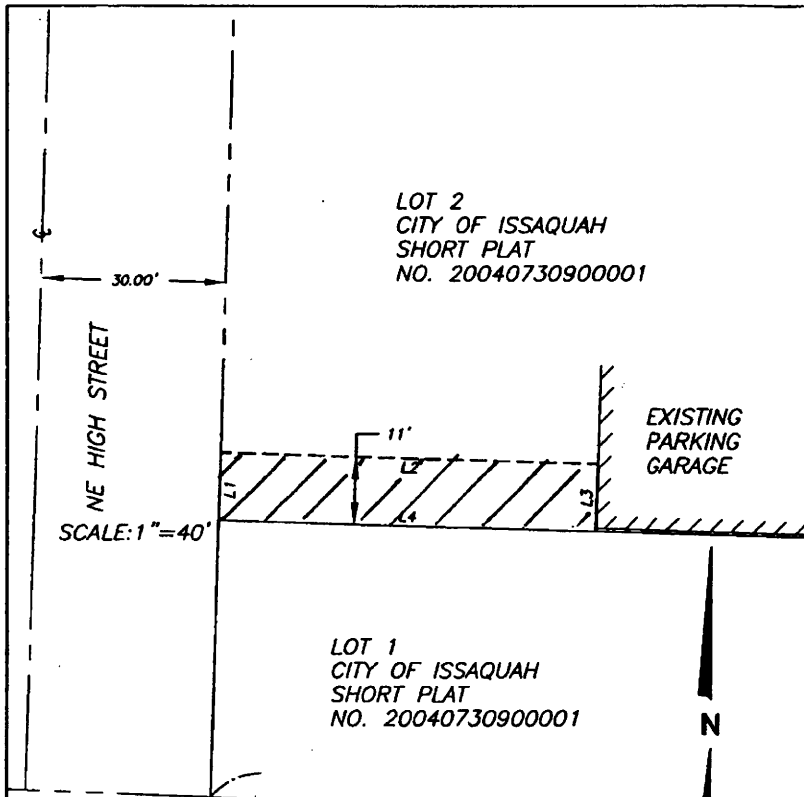 LOT 2
CITY OF ISSAQUAH
SHORT PLAT
NO. 20040730900001
30.00'
NE HIGH STREET
EXISTING
PARKING
GARAGE
11'
L1
L2
L3
L4
SCALE: 1"=40'
LOT 1
CITY OF ISSAQUAH
SHORT PLAT
NO. 20040730900001
N